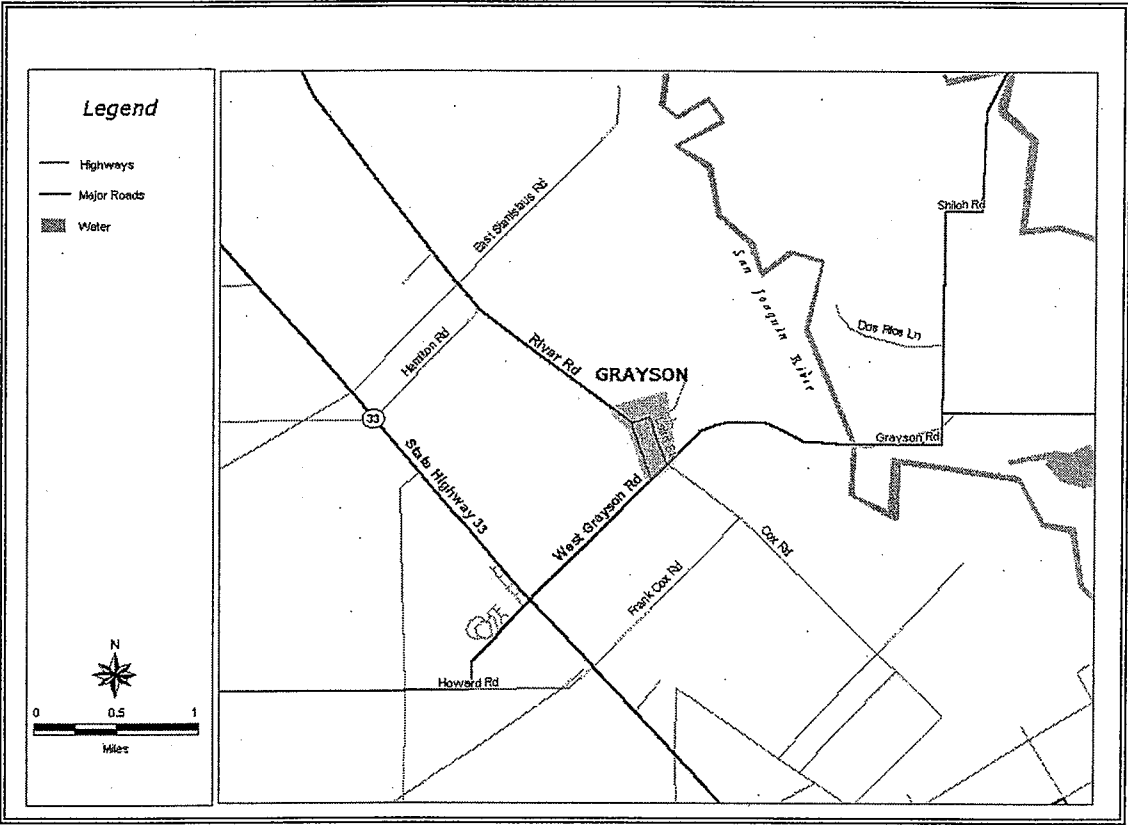 Legend
Highways
Major Roads
Water
N
0 0.5 1
Miles
East Stanislaus Rd
Shiloh Rd
San Joaquin River
Dos Rios Ln
Hamilton Rd
River Rd
GRAYSON
33
Grayson Rd
State Highway 33
West Grayson Rd
Cox Rd
Frank Cox Rd
Howard Rd